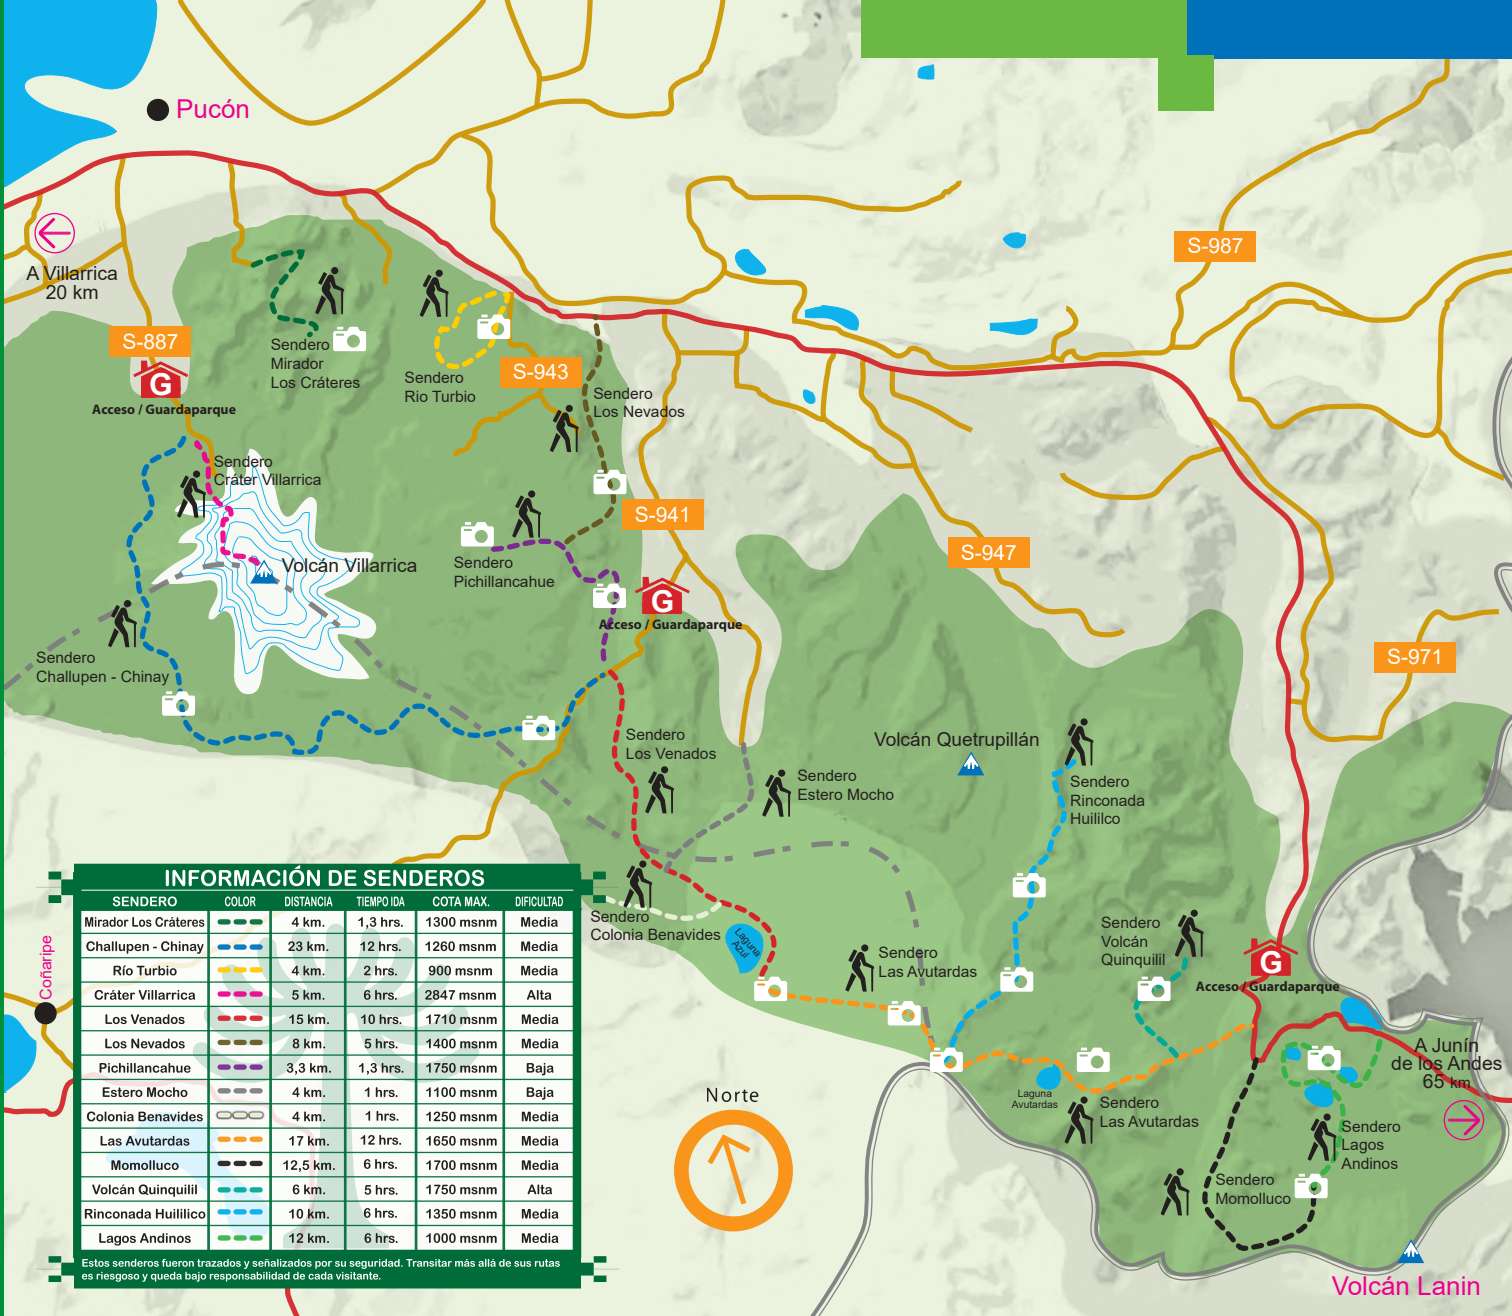 Pucón
A Villarrica
20 km
S-987
S-887
G
Acceso / Guardaparque
Sendero
Mirador
Los Cráteres
Sendero
Rio Turbio
S-943
Sendero
Los Nevados
Sendero
Cráter Villarrica
S-941
S-947
Volcán Villarrica
Sendero
Pichillancahue
G
Acceso / Guardaparque
S-971
Sendero
Challupen - Chinay
Sendero
Los Venados
Sendero
Estero Mocho
Volcán Quetrupillán
Sendero
Rinconada
Huililco
Sendero
Colonia Benavides
Laguna
Azul
Sendero
Las Avutardas
Sendero
Volcán
Quinquilil
G
Acceso / Guardaparque
Coñaripe
A Junín
de los Andes
65 km
Laguna
Avutardas
Sendero
Las Avutardas
Sendero
Lagos
Andinos
Sendero
Momolluco
Volcán Lanin
Norte
INFORMACIÓN DE SENDEROS
SENDERO COLOR DISTANCIA TIEMPO IDA COTA MAX. DIFICULTAD
Mirador Los Cráteres 4 km. 1,3 hrs. 1300 msnm Media
Challupen - Chinay 23 km. 12 hrs. 1260 msnm Media
Río Turbio 4 km. 2 hrs. 900 msnm Media
Cráter Villarrica 5 km. 6 hrs. 2847 msnm Alta
Los Venados 15 km. 10 hrs. 1710 msnm Media
Los Nevados 8 km. 5 hrs. 1400 msnm Media
Pichillancahue 3,3 km. 1,3 hrs. 1750 msnm Baja
Estero Mocho 4 km. 1 hrs. 1100 msnm Baja
Colonia Benavides 4 km. 1 hrs. 1250 msnm Media
Las Avutardas 17 km. 12 hrs. 1650 msnm Media
Momolluco 12,5 km. 6 hrs. 1700 msnm Media
Volcán Quinquilil 6 km. 5 hrs. 1750 msnm Alta
Rinconada Huililico 10 km. 6 hrs. 1350 msnm Media
Lagos Andinos 12 km. 6 hrs. 1000 msnm Media
Estos senderos fueron trazados y señalizados por su seguridad. Transitar más allá de sus rutas
es riesgoso y queda bajo responsabilidad de cada visitante.